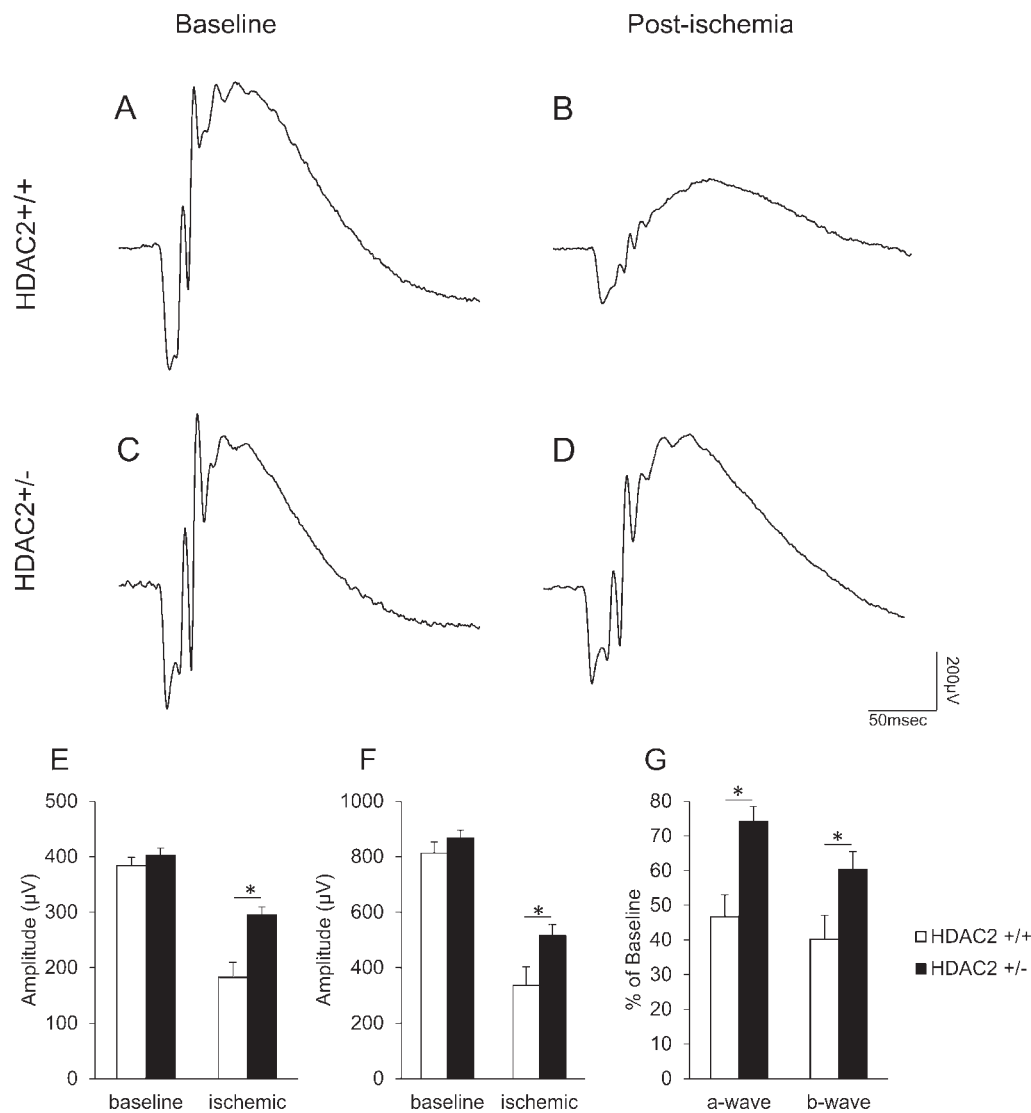 Baseline
Post-ischemia
A
B
HDAC2+/+
C
D
HDAC2+/-
200µV
50msec
E
F
G
500
400
300
200
100
0
Amplitude (µV)
*
baseline
ischemic
1000
800
600
400
200
0
Amplitude (µV)
*
baseline
ischemic
80
70
60
50
40
30
20
10
0
% of Baseline
*
*
a-wave
b-wave
HDAC2 +/+
HDAC2 +/-